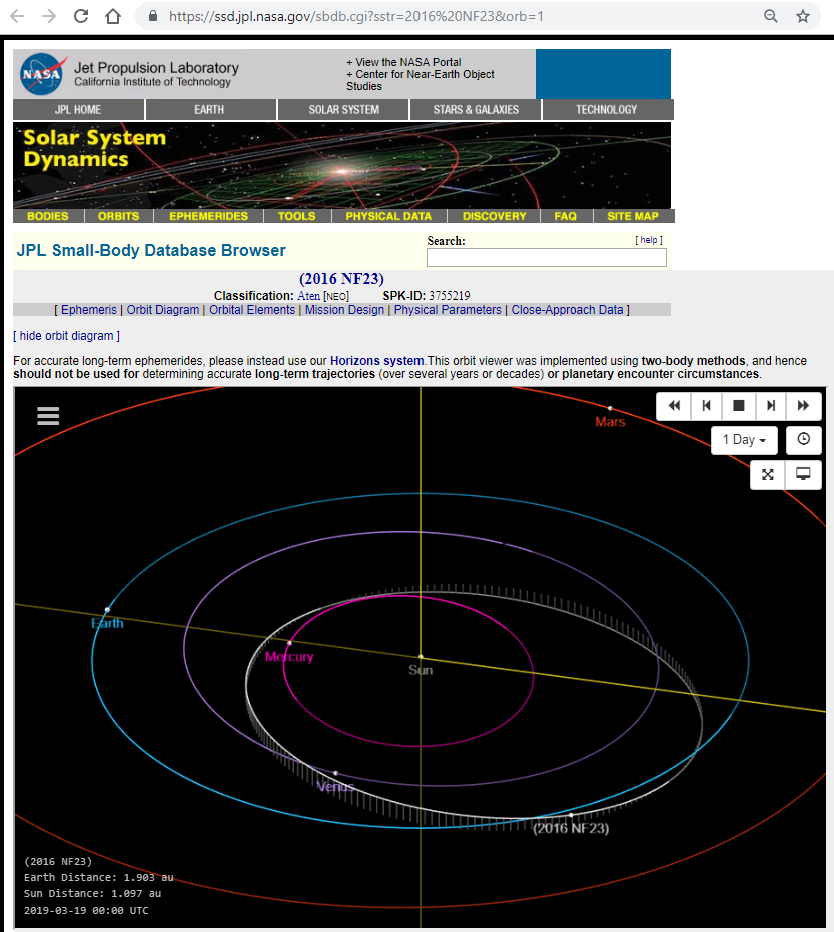 https://ssd.jpl.nasa.gov/sbdb.cgi?sstr=2016%20NF23&orb=1
NASA
Jet Propulsion Laboratory
California Institute of Technology
+ View the NASA Portal
+ Center for Near-Earth Object
Studies
JPL HOME EARTH SOLAR SYSTEM STARS & GALAXIES TECHNOLOGY
Solar System
Dynamics
BODIES ORBITS EPHEMERIDES TOOLS PHYSICAL DATA DISCOVERY FAQ SITE MAP
JPL Small-Body Database Browser
Search: [ help ]
(2016 NF23)
Classification: Aten [NEO] SPK-ID: 3755219
[ Ephemeris | Orbit Diagram | Orbital Elements | Mission Design | Physical Parameters | Close-Approach Data ]
[ hide orbit diagram ]
For accurate long-term ephemerides, please instead use our Horizons system.This orbit viewer was implemented using two-body methods, and hence
should not be used for determining accurate long-term trajectories (over several years or decades) or planetary encounter circumstances.
Mars
1 Day
Earth
Mercury
Sun
Venus
(2016 NF23)
(2016 NF23)
Earth Distance: 1.903 au
Sun Distance: 1.097 au
2019-03-19 00:00 UTC